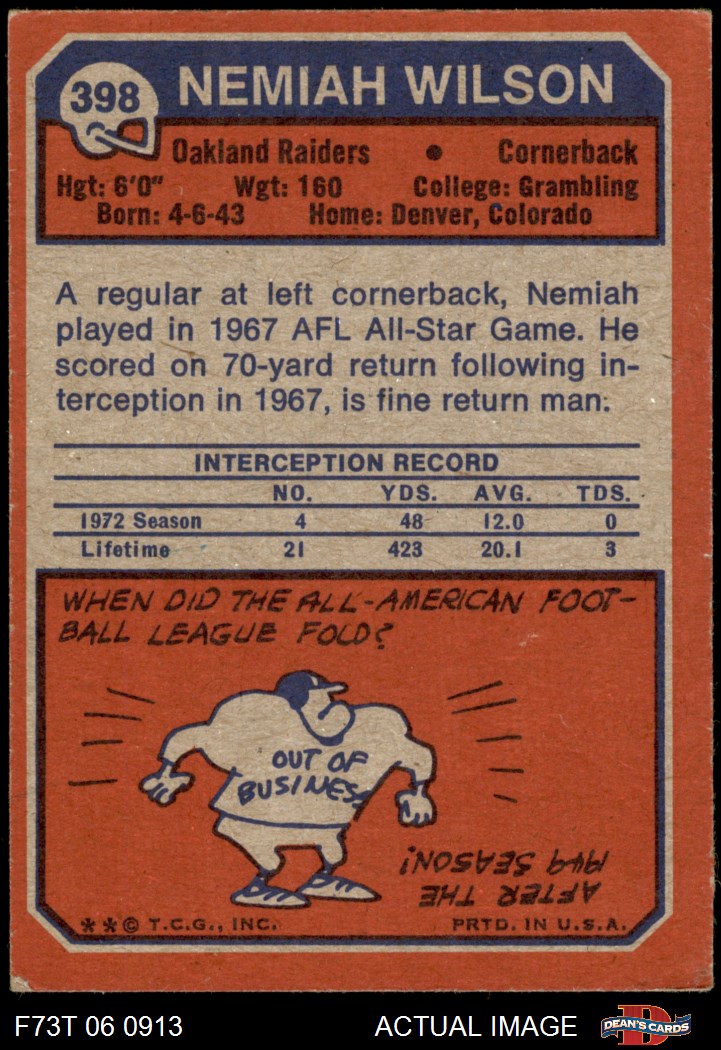 398 NEMIAH WILSON
Oakland Raiders • Cornerback
Hgt: 6'0" Wgt: 160 College: Grambling
Born: 4-6-43 Home: Denver, Colorado
A regular at left cornerback, Nemiah
played in 1967 AFL All-Star Game. He
scored on 70-yard return following in-
terception in 1967, is fine return man.
INTERCEPTION RECORD
NO. YDS. AVG. TDS.
1972 Season 4 48 12.0 0
Lifetime 21 423 20.1 3
WHEN DID THE ALL-AMERICAN FOOT-
BALL LEAGUE FOLD?
OUT OF
BUSINESS
AFTER THE
1949 SEASON!
**© T.C.G., INC. PRTD. IN U.S.A.
F73T 06 0913 ACTUAL IMAGE D DEAN'S CARDS